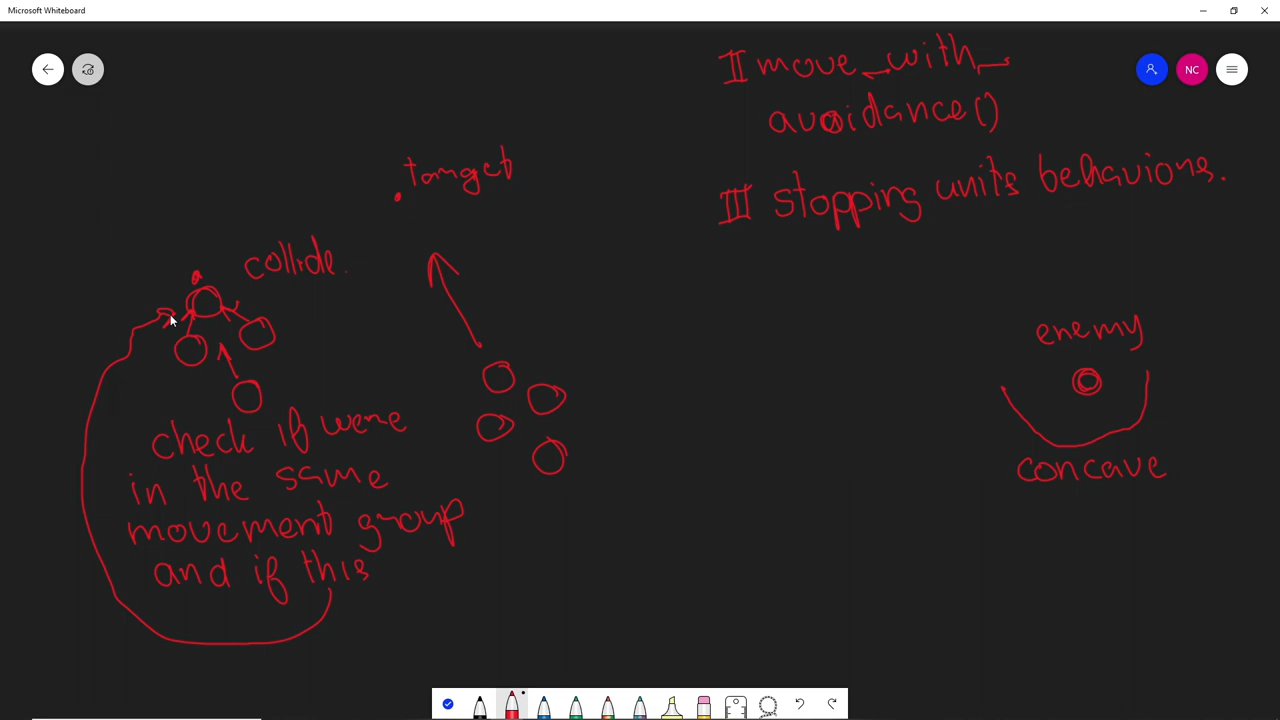 Microsoft Whiteboard
NC
II move_with_
avoidance()
III stopping units behaviors.
target
collide.
check if were
in the same
movement group
and if this
enemy
concave